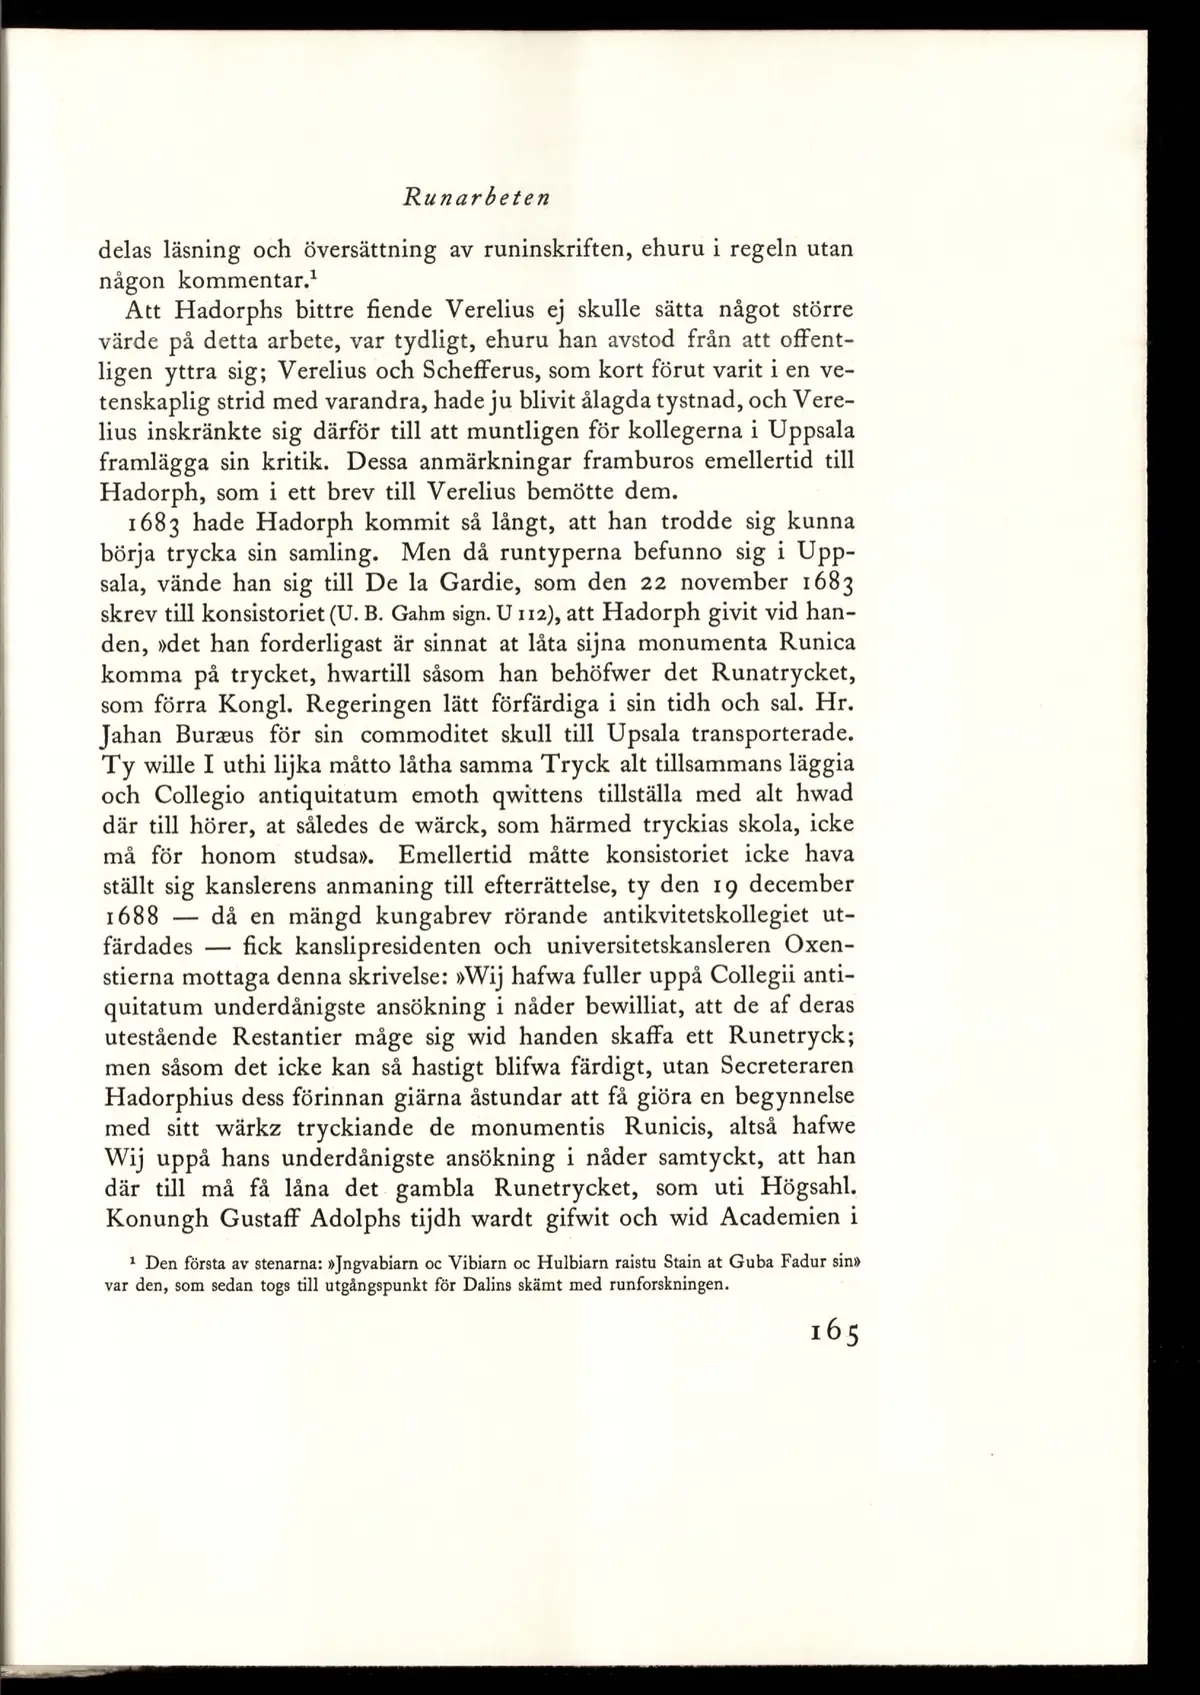 Runarbeten
delas läsning och översättning av runinskriften, ehuru i regeln utan
någon kommentar.¹
Att Hadorphs bittre fiende Verelius ej skulle sätta något större
värde på detta arbete, var tydligt, ehuru han avstod från att offent-
ligen yttra sig; Verelius och Schefferus, som kort förut varit i en ve-
tenskaplig strid med varandra, hade ju blivit ålagda tystnad, och Vere-
lius inskränkte sig därför till att muntligen för kollegerna i Uppsala
framlägga sin kritik. Dessa anmärkningar framburos emellertid till
Hadorph, som i ett brev till Verelius bemötte dem.
1683 hade Hadorph kommit så långt, att han trodde sig kunna
börja trycka sin samling. Men då runtyperna befunno sig i Upp-
sala, vände han sig till De la Gardie, som den 22 november 1683
skrev till konsistoriet (U. B. Gahm sign. U 112), att Hadorph givit vid han-
den, »det han forderligast är sinnat at låta sijna monumenta Runica
komma på trycket, hwartill såsom han behöfwer det Runatrycket,
som förra Kongl. Regeringen lätt förfärdiga i sin tidh och sal. Hr.
Jahan Buræus för sin commoditet skull till Upsala transporterade.
Ty wille I uthi lijka måtto låtha samma Tryck alt tillsammans läggia
och Collegio antiquitatum emoth qwittens tillställa med alt hwad
där till hörer, at således de wärck, som härmed tryckias skola, icke
må för honom studsa». Emellertid måtte konsistoriet icke hava
ställt sig kanslerens anmaning till efterrättelse, ty den 19 december
1688 — då en mängd kungabrev rörande antikvitetskollegiet ut-
färdades — fick kanslipresidenten och universitetskansleren Oxen-
stierna mottaga denna skrivelse: »Wij hafwa fuller uppå Collegii anti-
quitatum underdånigste ansökning i nåder bewilliat, att de af deras
utestående Restantier måge sig wid handen skaffa ett Runetryck;
men såsom det icke kan så hastigt blifwa färdigt, utan Secreteraren
Hadorphius dess förinnan giärna åstundar att få giöra en begynnelse
med sitt wärkz tryckiande de monumentis Runicis, altså hafwe
Wij uppå hans underdånigste ansökning i nåder samtyckt, att han
där till må få låna det gambla Runetrycket, som uti Högsahl.
Konungh Gustaff Adolphs tijdh wardt gifwit och wid Academien i
¹ Den första av stenarna: »Jngvabiarn oc Vibiarn oc Hulbiarn raistu Stain at Guba Fadur sin»
var den, som sedan togs till utgångspunkt för Dalins skämt med runforskningen.
165